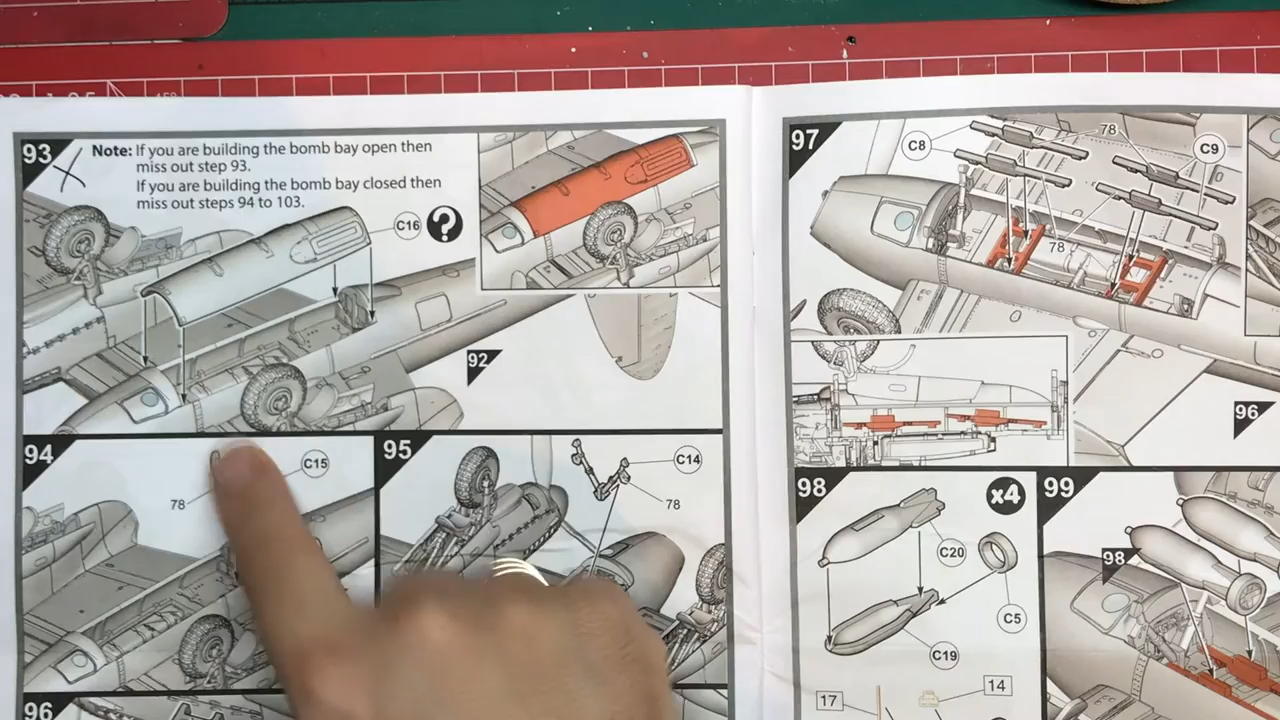 93
Note: If you are building the bomb bay open then
miss out step 93.
If you are building the bomb bay closed then
miss out steps 94 to 103.
C16
?
92
94
C15
78
95
C14
78
96
97
C8
78
C9
78
96
98
x4
C20
C5
C19
17
14
99
98